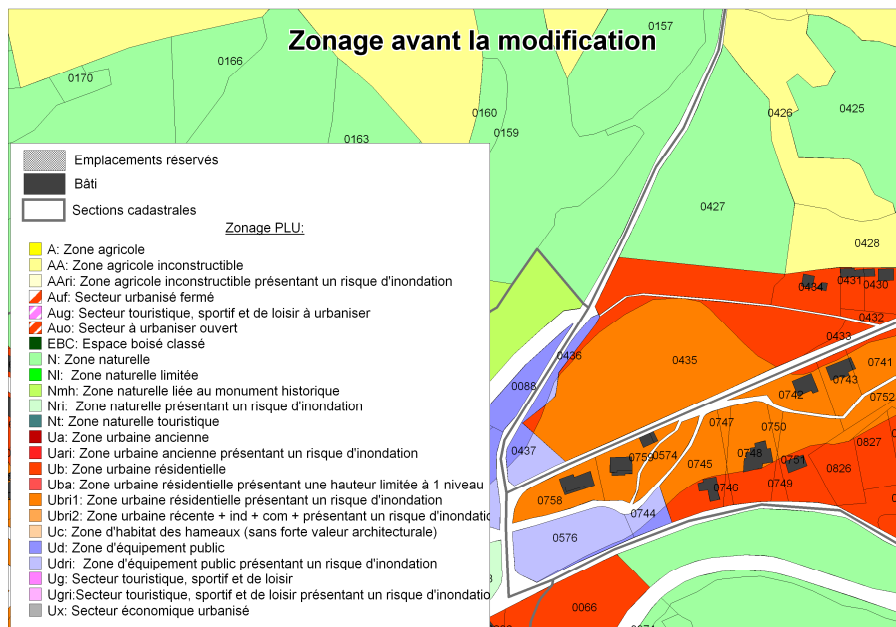 Zonage avant la modification
0157
0166
0170
0160
0159
0163
0426
0425
0427
0428
Emplacements réservés
Bâti
Sections cadastrales
Zonage PLU:
A: Zone agricole
AA: Zone agricole inconstructible
AAri: Zone agricole inconstructible présentant un risque d'inondation
Auf: Secteur urbanisé fermé
Aug: Secteur touristique, sportif et de loisir à urbaniser
Auo: Secteur à urbaniser ouvert
EBC: Espace boisé classé
N: Zone naturelle
Nl: Zone naturelle limitée
Nmh: Zone naturelle liée au monument historique
Nri: Zone naturelle présentant un risque d'inondation
Nt: Zone naturelle touristique
Ua: Zone urbaine ancienne
Uari: Zone urbaine ancienne présentant un risque d'inondation
Ub: Zone urbaine résidentielle
Uba: Zone urbaine résidentielle présentant une hauteur limitée à 1 niveau
Ubri1: Zone urbaine résidentielle présentant un risque d'inondation
Ubri2: Zone urbaine récente + ind + com + présentant un risque d'inondatio
Uc: Zone d'habitat des hameaux (sans forte valeur architecturale)
Ud: Zone d'équipement public
Udri: Zone d'équipement public présentant un risque d'inondation
Ug: Secteur touristique, sportif et de loisir
Ugri:Secteur touristique, sportif et de loisir présentant un risque d'inondatio
Ux: Secteur économique urbanisé
0434
0431
0430
0432
0433
0436
0435
0088
0741
0743
0742
0752
0437
0747
0750
0827
0759
0574
0745
0748
0751
0826
0758
0746
0749
0744
0576
0066